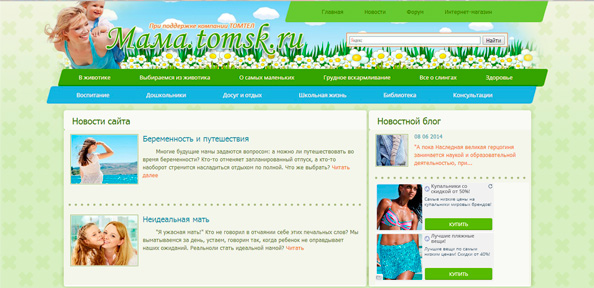 Главная Новости Форум Интернет-магазин
При поддержке компании ТОМТЕЛ
Мама.tomsk.ru
Найти
В животике Выбираемся из животика О самых маленьких Грудное вскармливание Все о слингах Здоровье
Воспитание Дошкольники Досуг и отдых Школьная жизнь Библиотека Консультации
Новости сайта
Беременность и путешествия
Многие будущие мамы задаются вопросом: а можно ли путешествовать во
время беременности? Кто-то отменяет запланированный отпуск, а кто-то
наоборот стремится насладиться отдыхом по полной. Что же выбрать? Читать
далее
Неидеальная мать
"Я ужасная мать!" Кто не говорил в отчаянии себе этих печальных слов? Мы
выматываемся за день, устаем, говорим так, когда ребенок не оправдывает
наших ожиданий. Реальноли стать идеальной мамой? Читать
Новостной блог
08 08 2014
"А пока Наследная великая герцогиня
занимается наукой и образовательной
деятельностью, при...
Купальники со
скидкой от 50%!
Самые низкие цены на
купальники мировых брендов!
КУПИТЬ
Лучшие пляжные
вещи!
Лучшие вещи по самым
низким ценам! Скидки от 60%!
КУПИТЬ